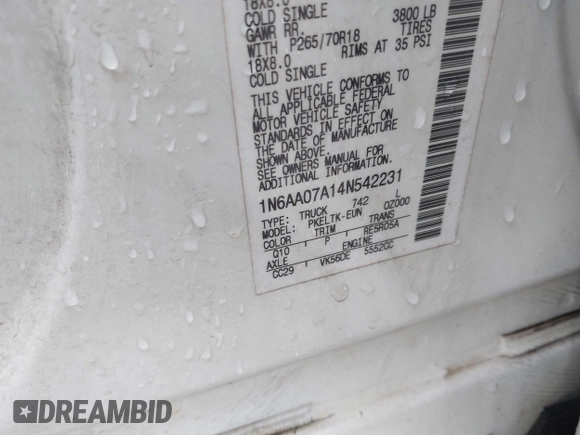 18X8.0
COLD SINGLE
GAWR RR. 3800 LB
WITH P265/70R18 TIRES
18X8.0 RIMS AT 35 PSI
COLD SINGLE
THIS VEHICLE CONFORMS TO
ALL APPLICABLE FEDERAL
MOTOR VEHICLE SAFETY
STANDARDS IN EFFECT ON
THE DATE OF MANUFACTURE
SHOWN ABOVE.
SEE OWNERS MANUAL FOR
ADDITIONAL INFORMATION.
1N6AA07A14N542231
TYPE: TRUCK 742 L
MODEL: PKELTK-EUN QZ000
COLOR TRIM TRANS
Q10 P RE5R05A
AXLE ENGINE
CC29 VK56DE 5552CC
DREAMBID